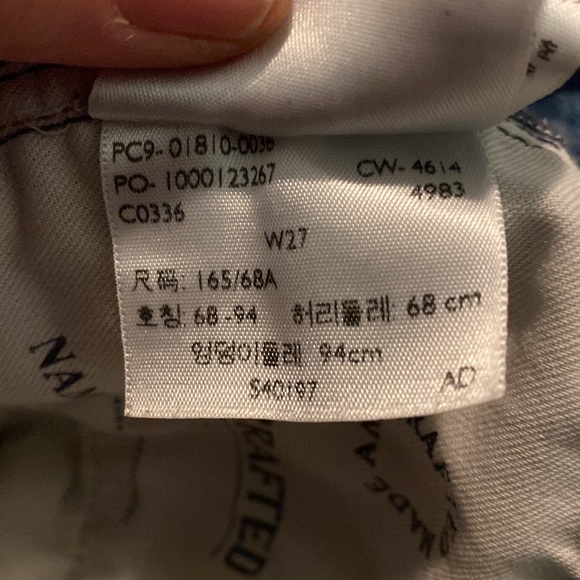 PC9-01810-0036
PO- 1000123267
CW-4614
4983
C0336
W27
尺码: 165/68A
호칭: 68-94 허리둘레: 68 cm
엉덩이둘레 94cm
S40197
AD
RAFTED